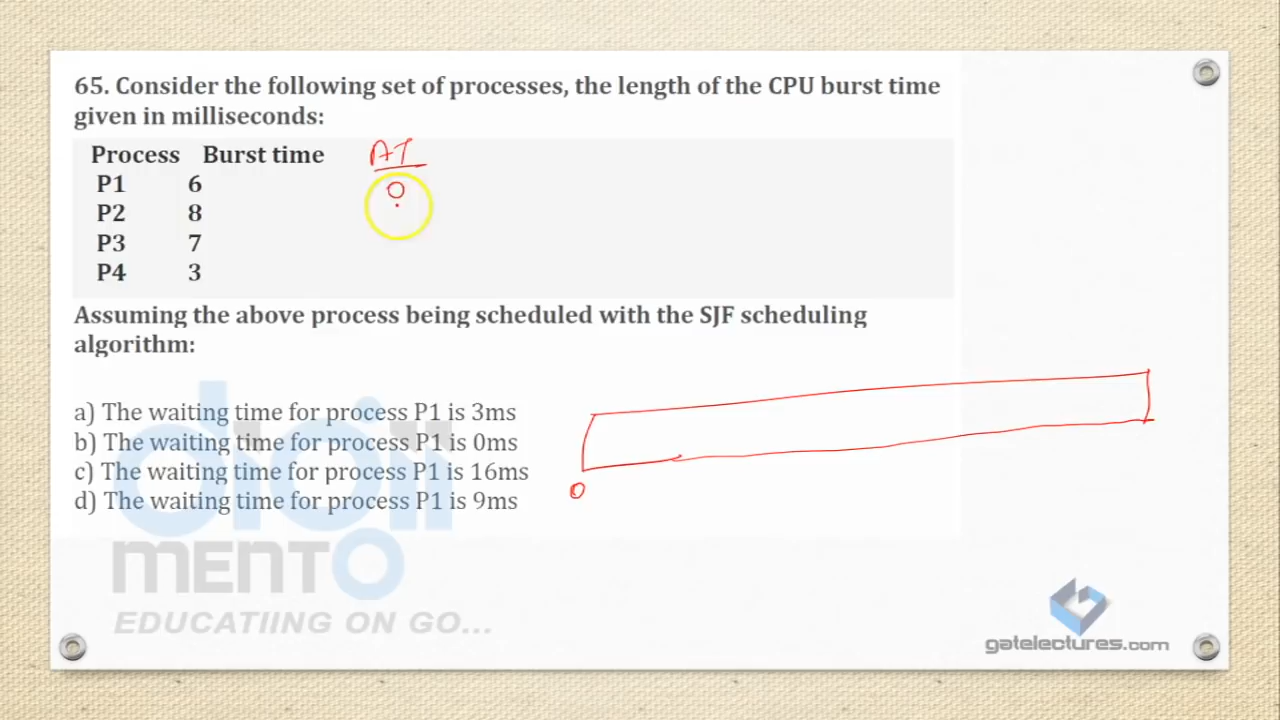 65. Consider the following set of processes, the length of the CPU burst time
given in milliseconds:
Process Burst time AT
P1 6 0
P2 8
P3 7
P4 3
Assuming the above process being scheduled with the SJF scheduling
algorithm:
a) The waiting time for process P1 is 3ms
b) The waiting time for process P1 is 0ms
c) The waiting time for process P1 is 16ms
d) The waiting time for process P1 is 9ms
0
digii
MENTO
EDUCATIING ON GO...
gatelectures.com